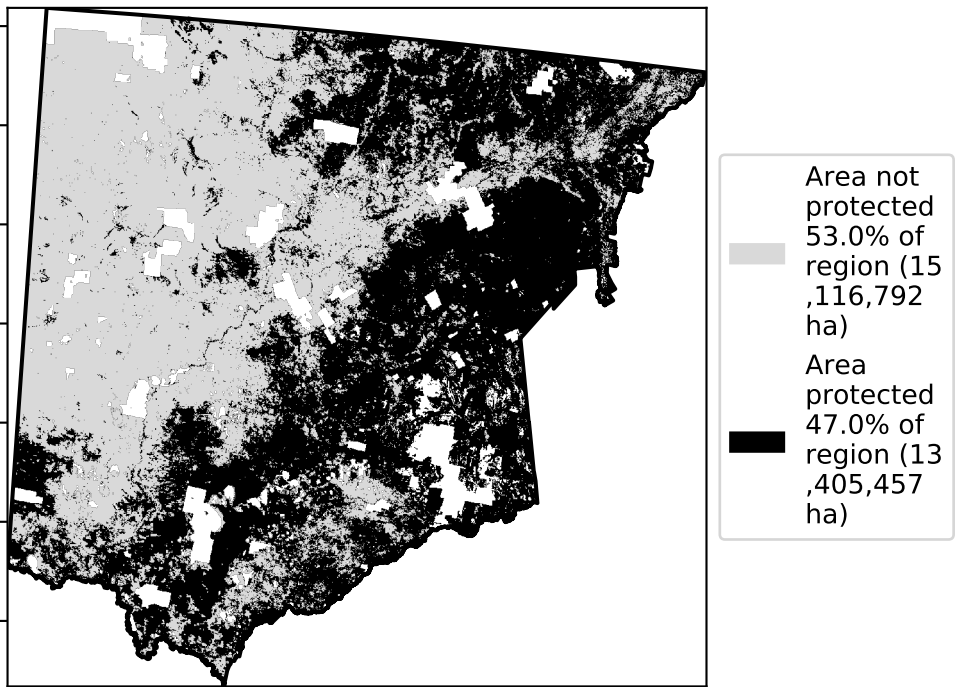 Area not
protected
53.0% of
region (15
,116,792
ha)
Area
protected
47.0% of
region (13
,405,457
ha)